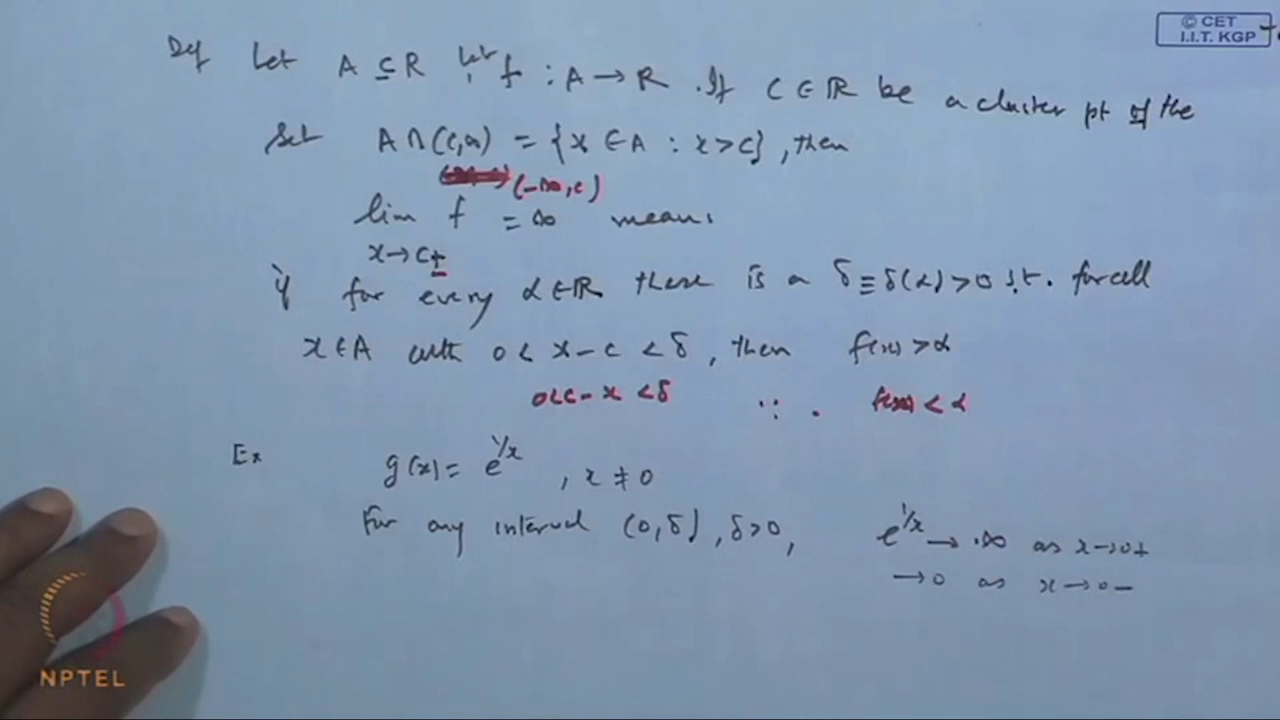 © CET
I.I.T. KGP
Def Let A ⊆ R let f : A → R . If c ∈ ℝ be a cluster pt of the
set A ∩ (c,∞) = {x ∈ A : x > c} , then
(-∞,c)
lim f = ∞ means
x → c+
if for every α ∈ ℝ there is a δ ≡ δ(α) > 0 s.t. for all
x ∈ A with 0 < x - c < δ , then f(x) > α
0 < c - x < δ f(x) < α
Ex g(x) = e^{1/x} , x ≠ 0
For any interval (0, δ) , δ > 0 , e^{1/x} → ∞ as x → 0+
→ 0 as x → 0-
NPTEL